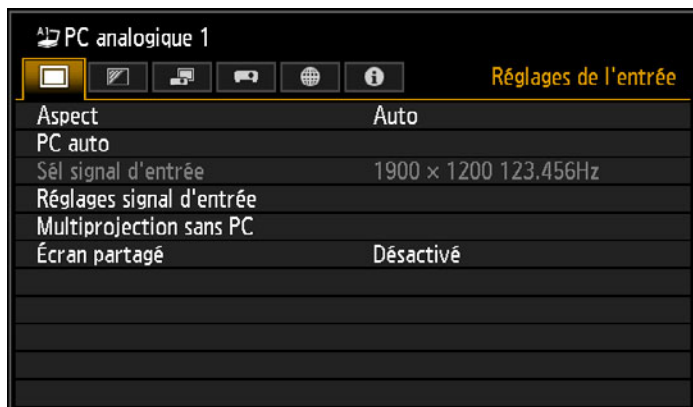 A1 PC analogique 1
Réglages de l'entrée
Aspect Auto
PC auto
Sél signal d'entrée 1900 × 1200 123.456Hz
Réglages signal d'entrée
Multiprojection sans PC
Écran partagé Désactivé